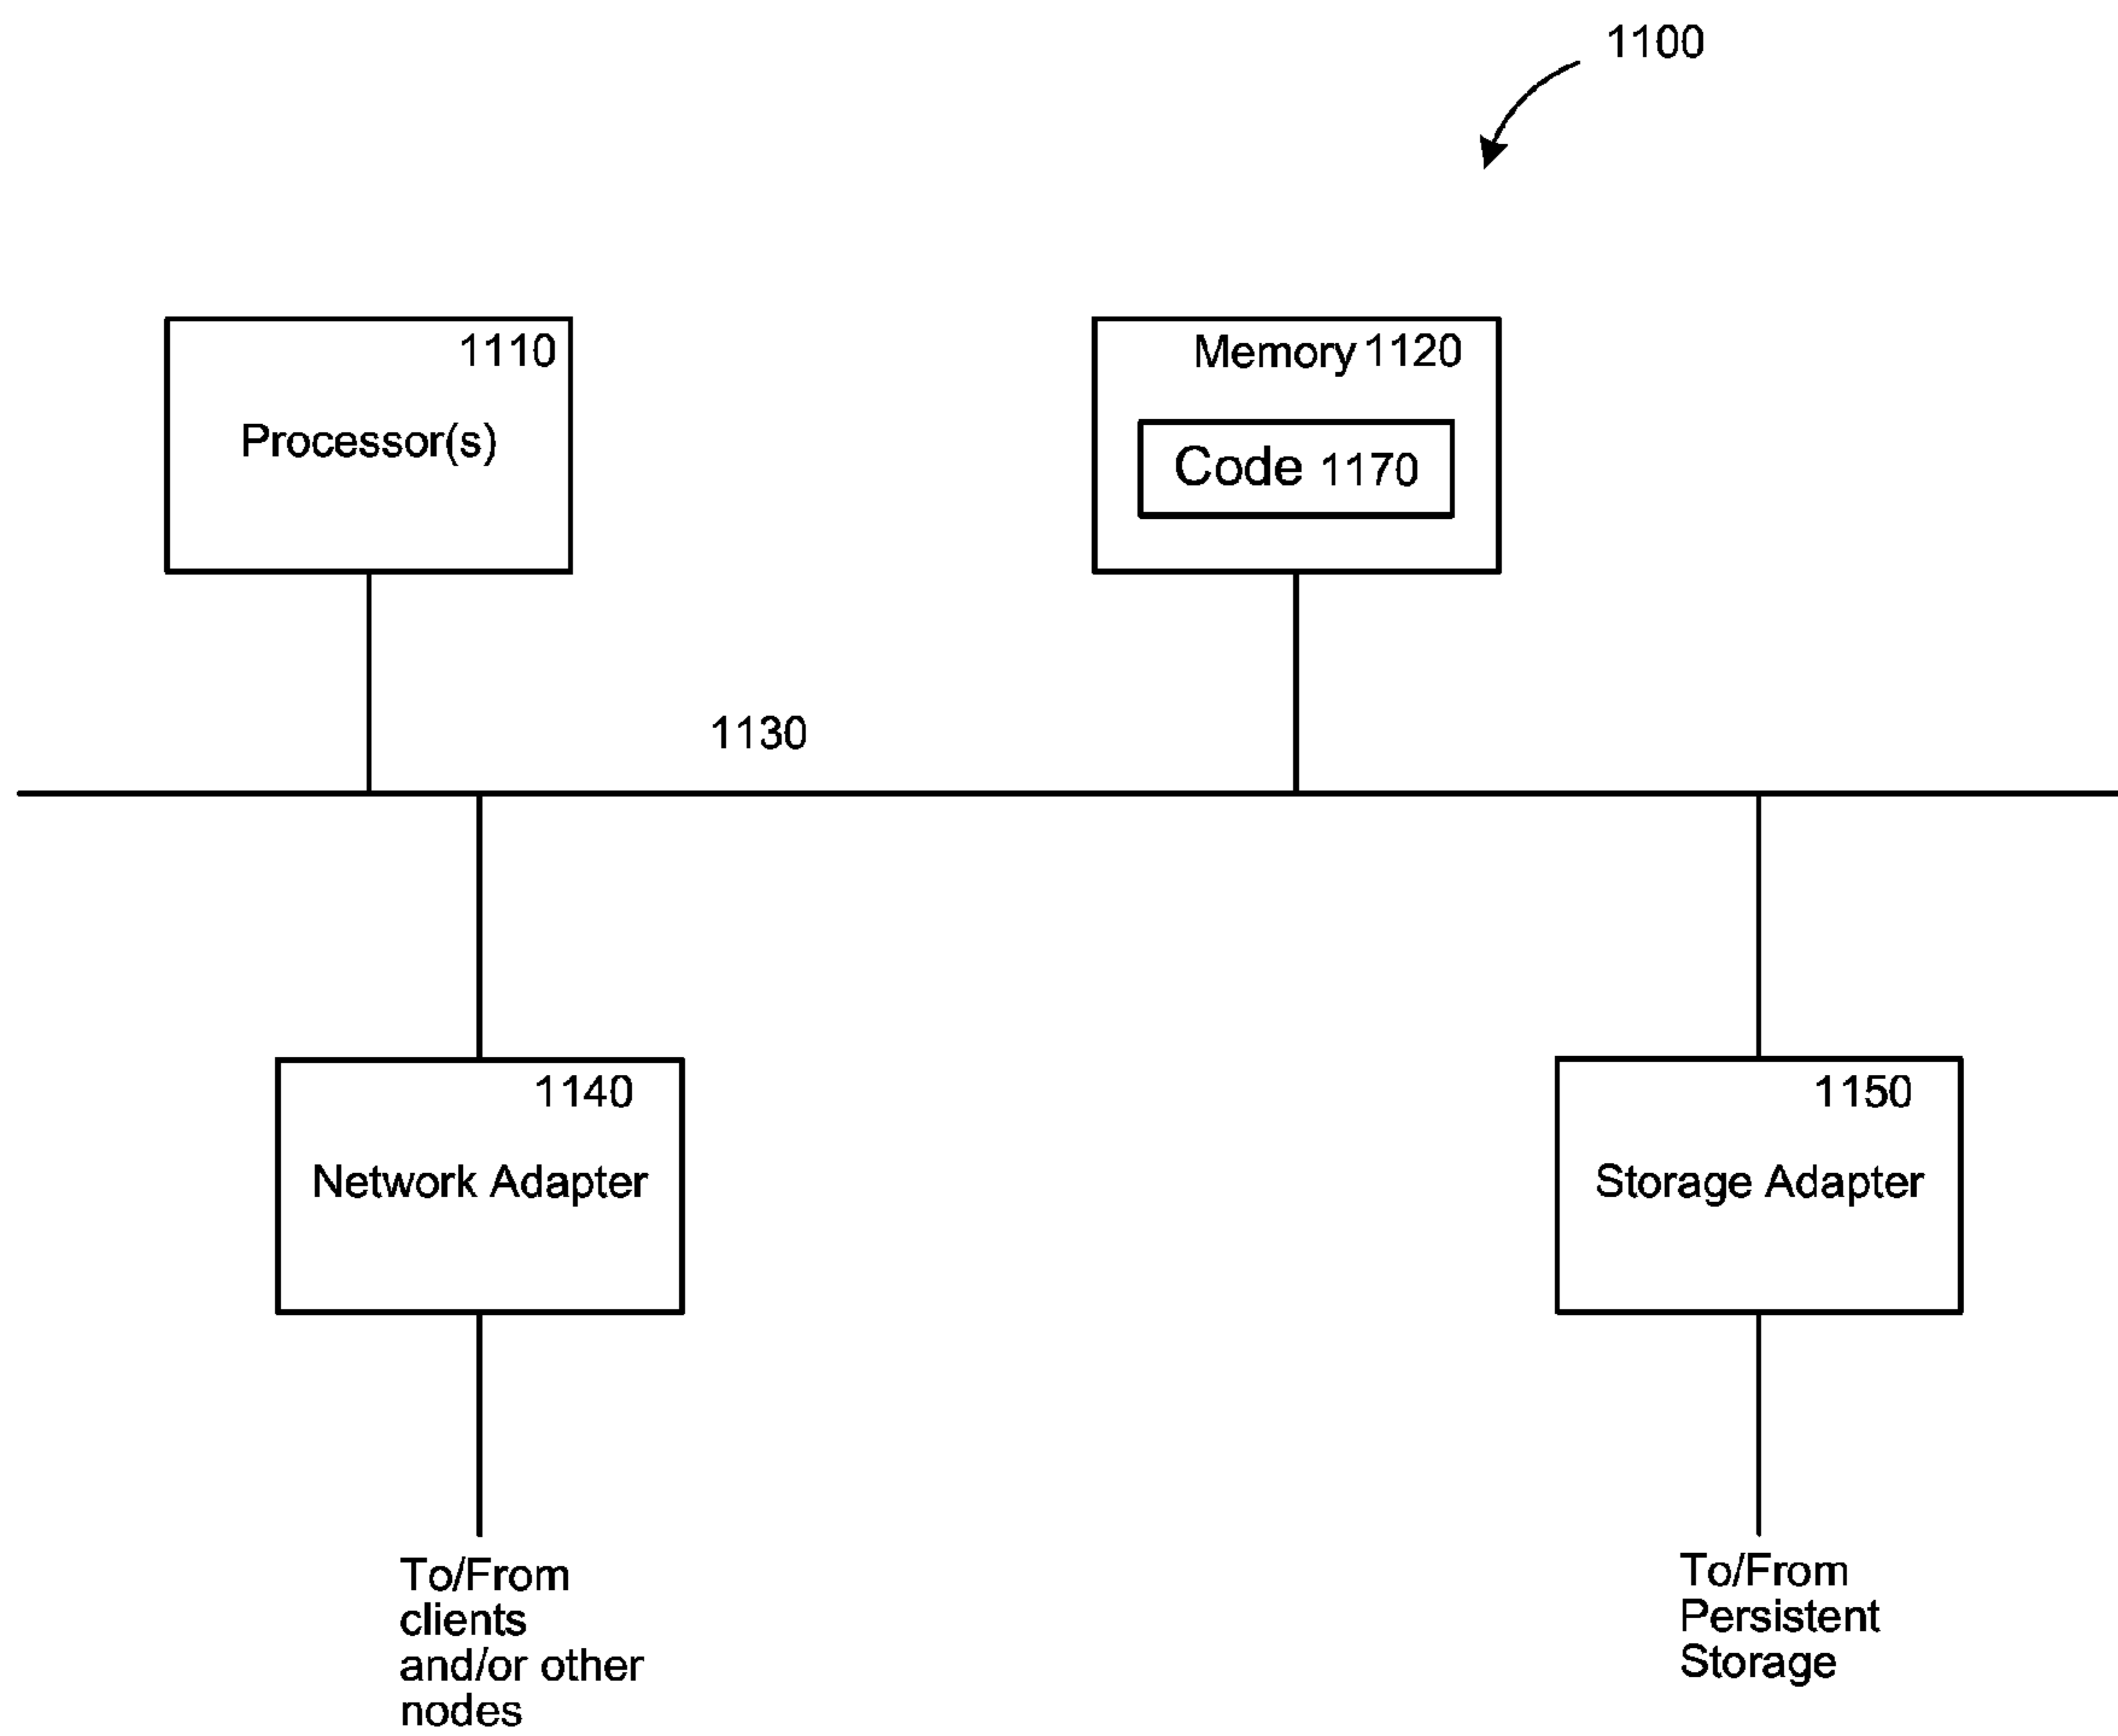 1100
1110
Processor(s)
Memory 1120
Code 1170
1130
1140
Network Adapter
1150
Storage Adapter
To/From
clients
and/or other
nodes
To/From
Persistent
Storage